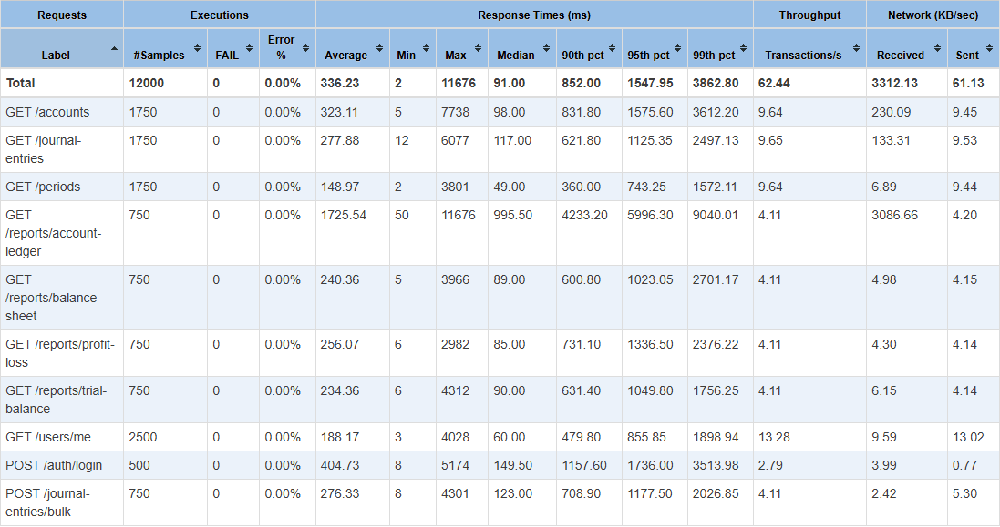 Requests Executions Response Times (ms) Throughput Network (KB/sec)
Label #Samples FAIL Error % Average Min Max Median 90th pct 95th pct 99th pct Transactions/s Received Sent
Total 12000 0 0.00% 336.23 2 11676 91.00 852.00 1547.95 3862.80 62.44 3312.13 61.13
GET /accounts 1750 0 0.00% 323.11 5 7738 98.00 831.80 1575.60 3612.20 9.64 230.09 9.45
GET /journal- 1750 0 0.00% 277.88 12 6077 117.00 621.80 1125.35 2497.13 9.65 133.31 9.53
entries
GET /periods 1750 0 0.00% 148.97 2 3801 49.00 360.00 743.25 1572.11 9.64 6.89 9.44
GET 750 0 0.00% 1725.54 50 11676 995.50 4233.20 5996.30 9040.01 4.11 3086.66 4.20
/reports/account-
ledger
GET 750 0 0.00% 240.36 5 3966 89.00 600.80 1023.05 2701.17 4.11 4.98 4.15
/reports/balance-
sheet
GET /reports/profit- 750 0 0.00% 256.07 6 2982 85.00 731.10 1336.50 2376.22 4.11 4.30 4.14
loss
GET /reports/trial- 750 0 0.00% 234.36 6 4312 90.00 631.40 1049.80 1756.25 4.11 6.15 4.14
balance
GET /users/me 2500 0 0.00% 188.17 3 4028 60.00 479.80 855.85 1898.94 13.28 9.59 13.02
POST /auth/login 500 0 0.00% 404.73 8 5174 149.50 1157.60 1736.00 3513.98 2.79 3.99 0.77
POST /journal- 750 0 0.00% 276.33 8 4301 123.00 708.90 1177.50 2026.85 4.11 2.42 5.30
entries/bulk